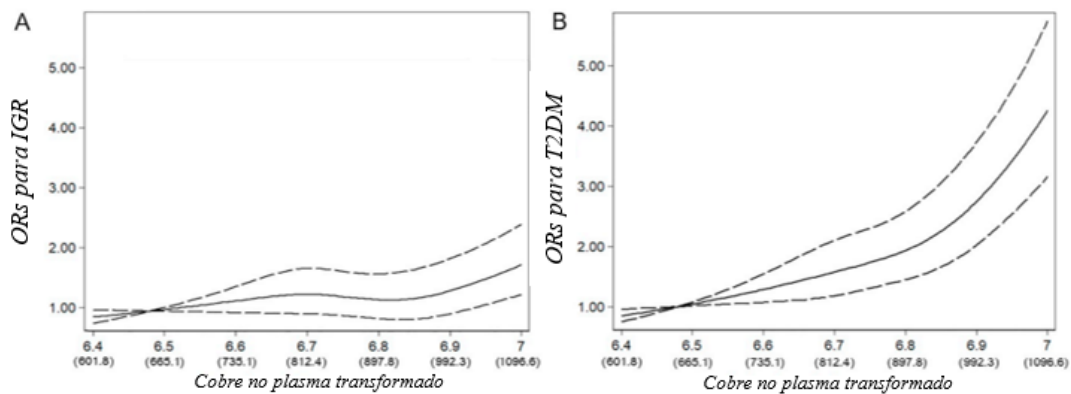 A
ORs para IGR
5.00
4.00
3.00
2.00
1.00
6.4 6.5 6.6 6.7 6.8 6.9 7
(601.8) (665.1) (735.1) (812.4) (897.8) (992.3) (1096.6)
Cobre no plasma transformado
B
ORs para T2DM
5.00
4.00
3.00
2.00
1.00
6.4 6.5 6.6 6.7 6.8 6.9 7
(601.8) (665.1) (735.1) (812.4) (897.8) (992.3) (1096.6)
Cobre no plasma transformado